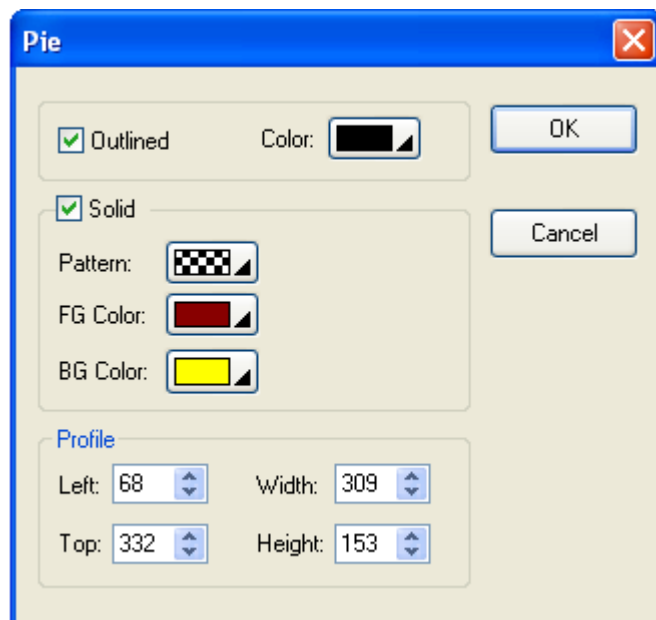 Pie
Outlined Color: OK
Solid
Cancel
Pattern:
FG Color:
BG Color:
Profile
Left: 68 Width: 309
Top: 332 Height: 153